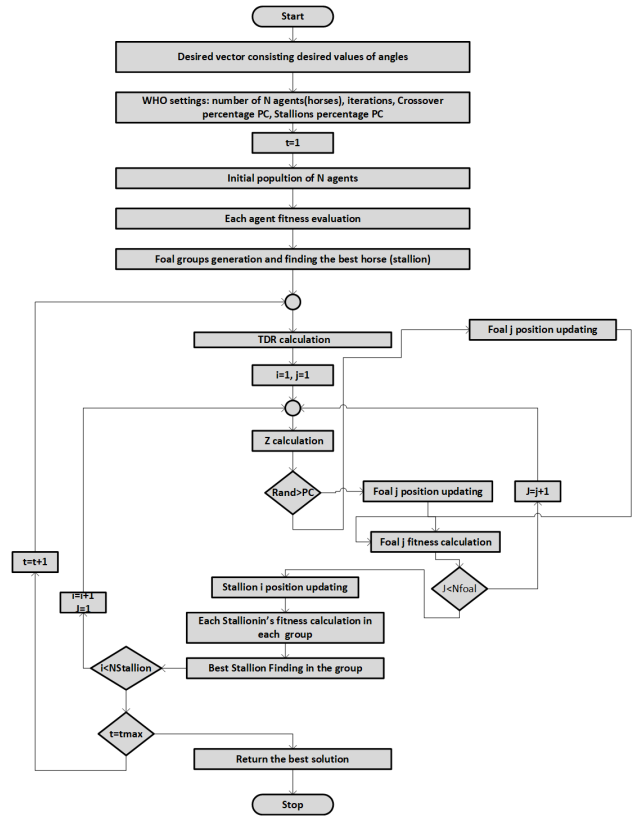 Start
Desired vector consisting desired values of angles
WHO settings: number of N agents(horses), iterations, Crossover
percentage PC, Stallions percentage PC
t=1
Initial popultion of N agents
Each agent fitness evaluation
Foal groups generation and finding the best horse (stallion)
TDR calculation
Foal j position updating
i=1, j=1
Z calculation
Rand>PC
Foal j position updating
J=j+1
Foal j fitness calculation
t=t+1
J<Nfoal
Stallion i position updating
i=i+1
J=1
Each Stallionin's fitness calculation in
each group
i<NStallion
Best Stallion Finding in the group
t=tmax
Return the best solution
Stop